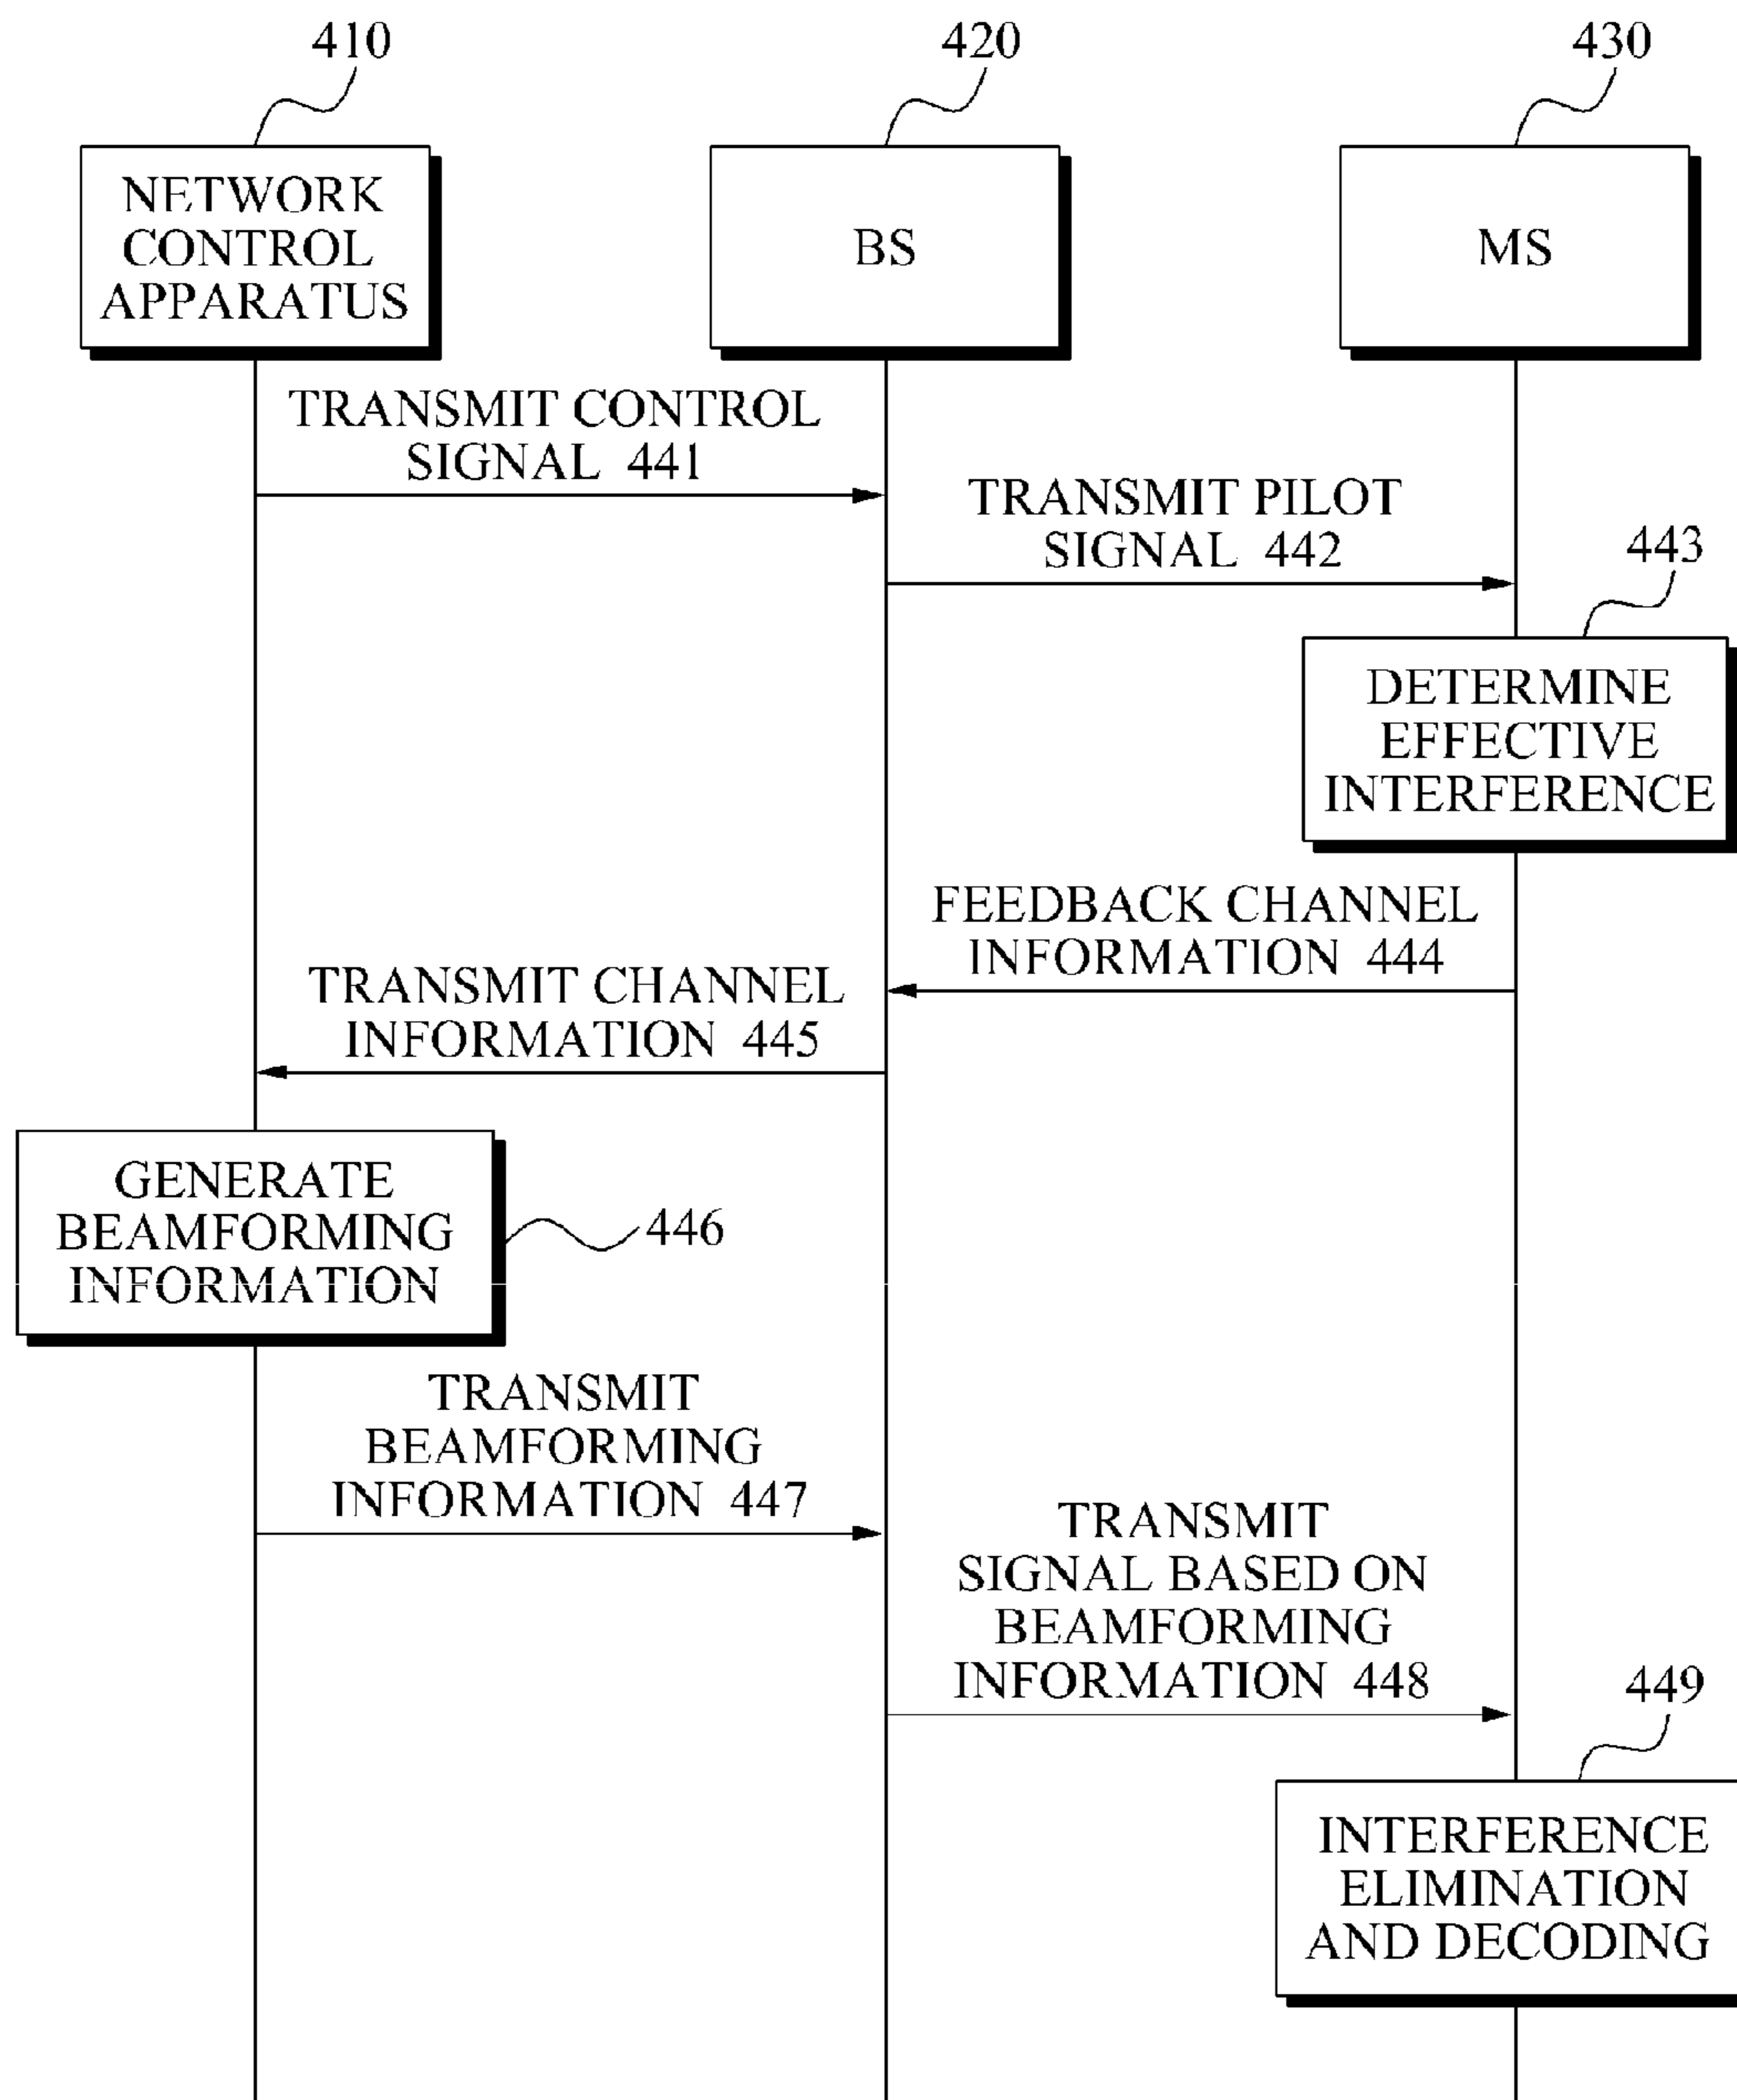 410
420
430
NETWORK
CONTROL
APPARATUS
BS
MS
TRANSMIT CONTROL
SIGNAL 441
TRANSMIT PILOT
SIGNAL 442
443
DETERMINE
EFFECTIVE
INTERFERENCE
FEEDBACK CHANNEL
INFORMATION 444
TRANSMIT CHANNEL
INFORMATION 445
GENERATE
BEAMFORMING
INFORMATION
446
TRANSMIT
BEAMFORMING
INFORMATION 447
TRANSMIT
SIGNAL BASED ON
BEAMFORMING
INFORMATION 448
449
INTERFERENCE
ELIMINATION
AND DECODING